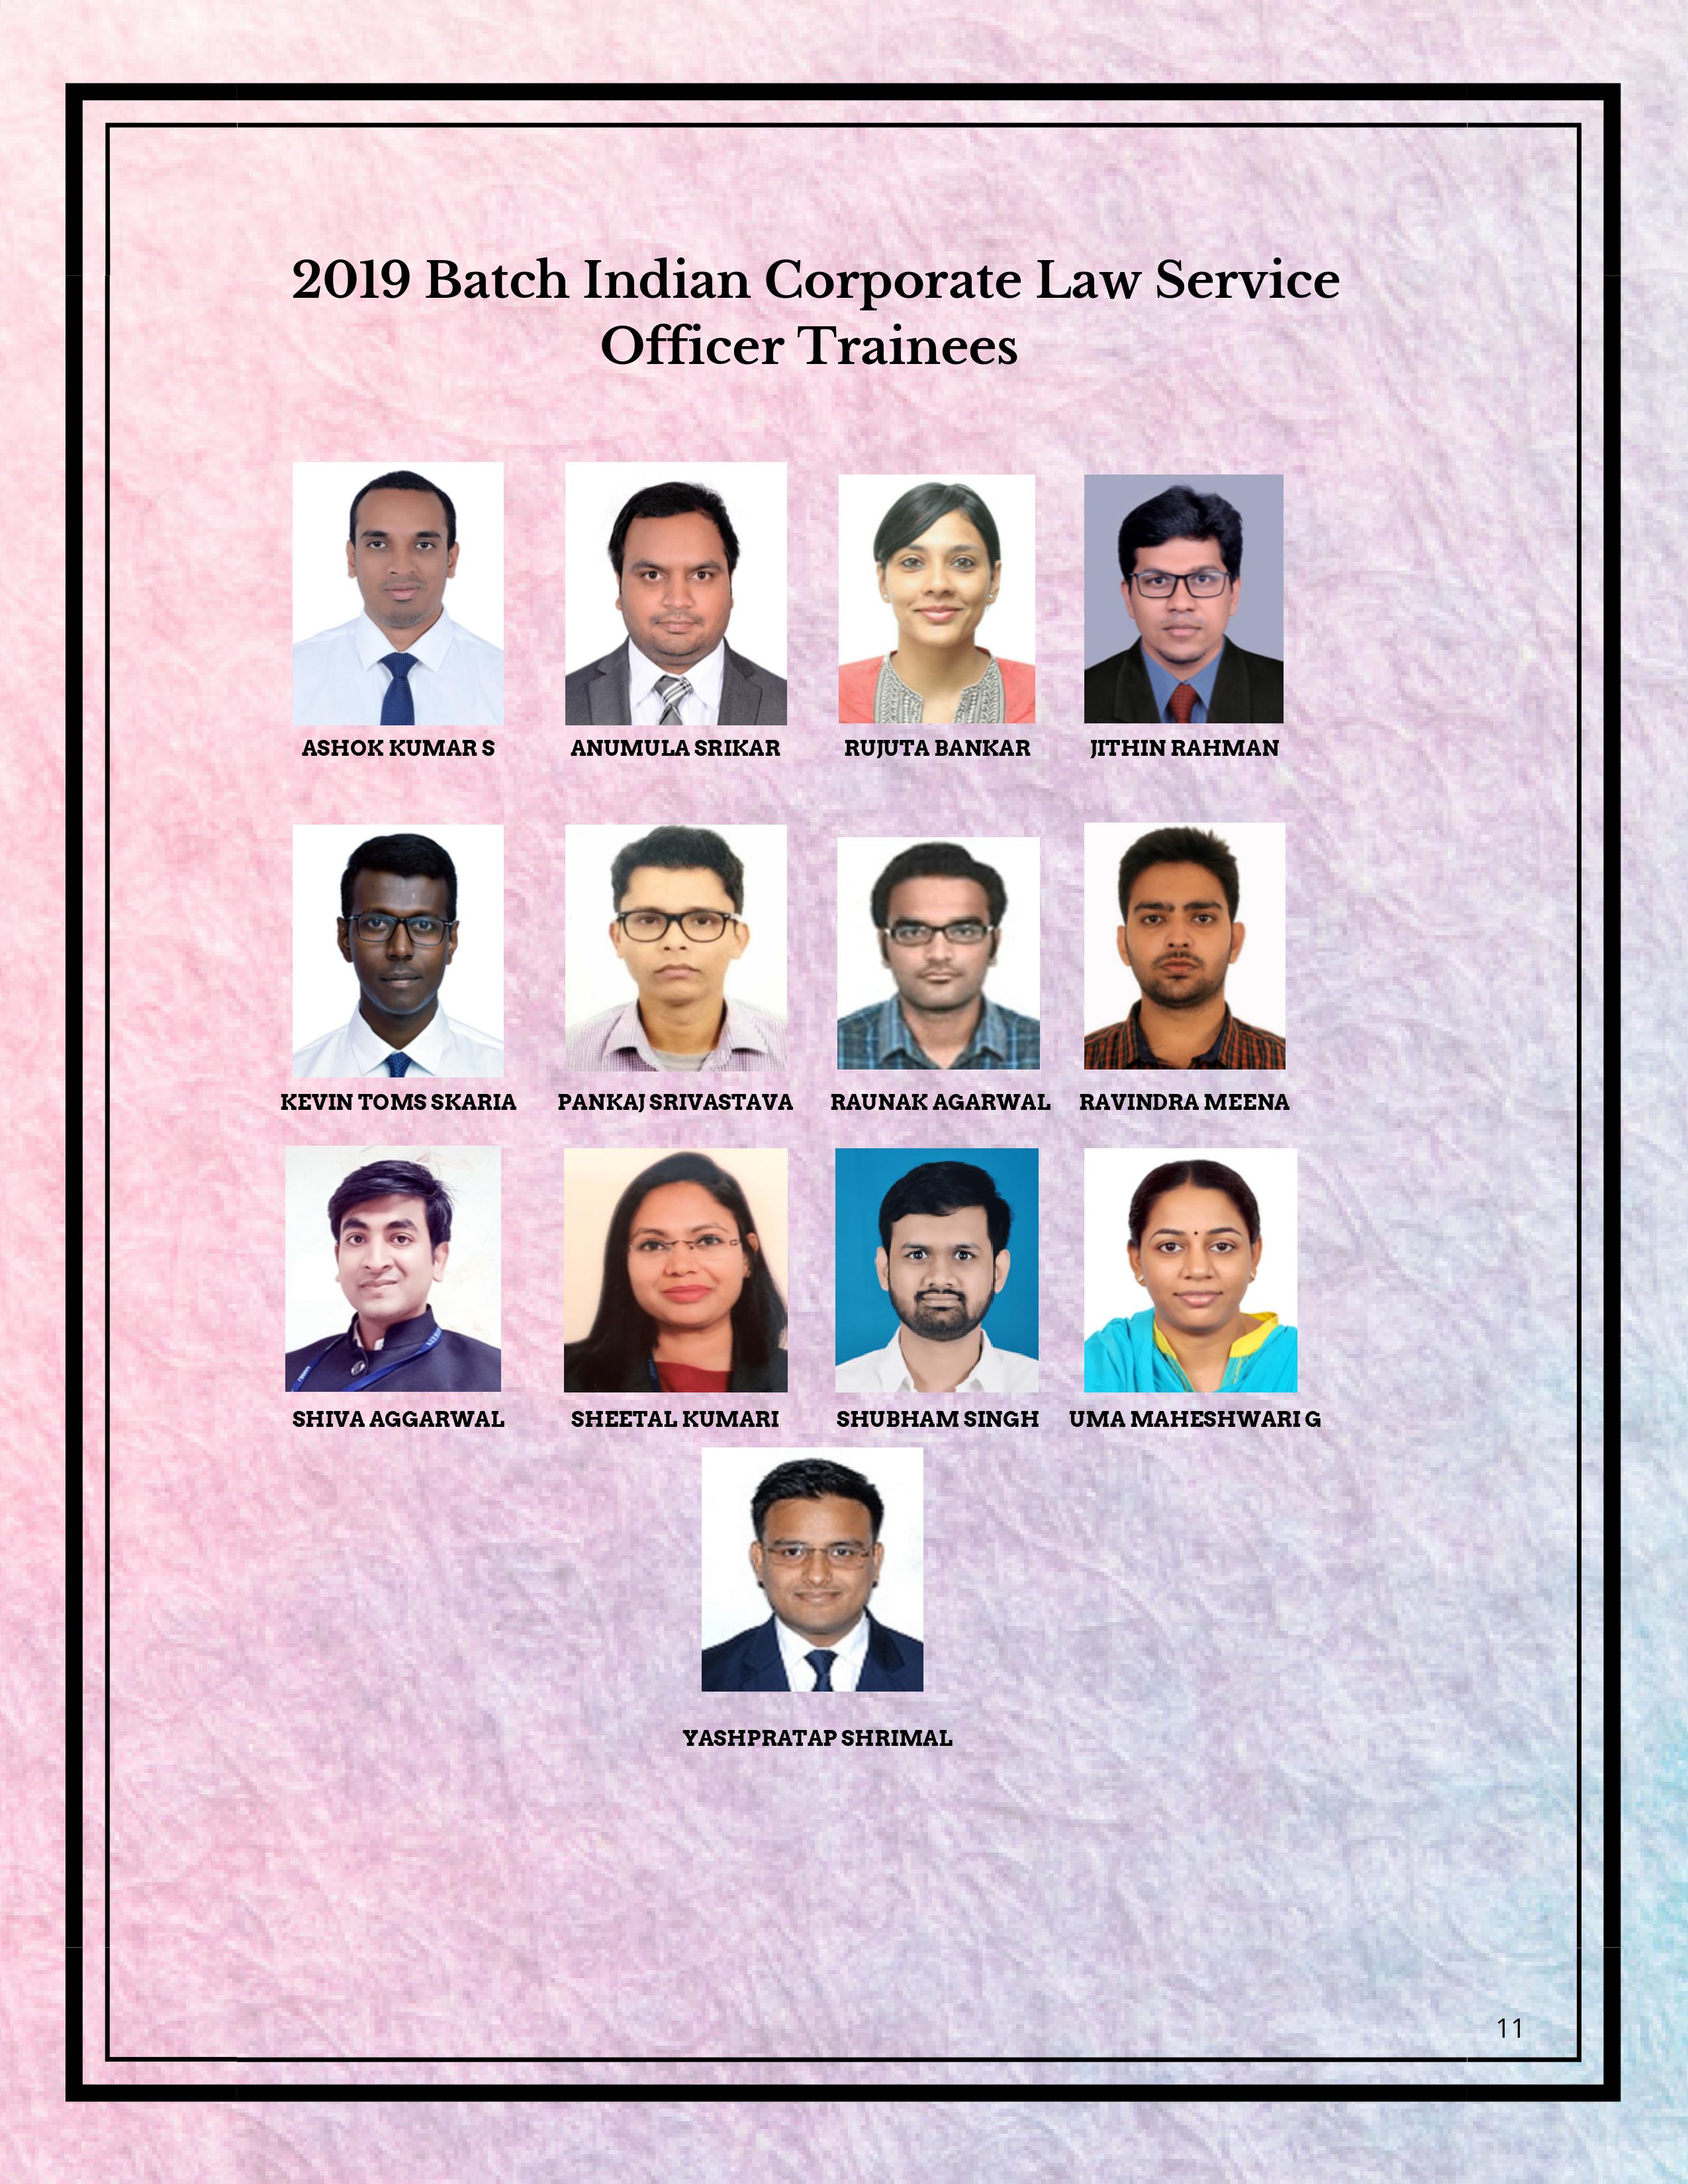 2019 Batch Indian Corporate Law Service
Officer Trainees
ASHOK KUMAR S
ANUMULA SRIKAR
RUJUTA BANKAR
JITHIN RAHMAN
KEVIN TOMS SKARIA
PANKAJ SRIVASTAVA
RAUNAK AGARWAL
RAVINDRA MEENA
SHIVA AGGARWAL
SHEETAL KUMARI
SHUBHAM SINGH
UMA MAHESHWARI G
YASHPRATAP SHRIMAL
11